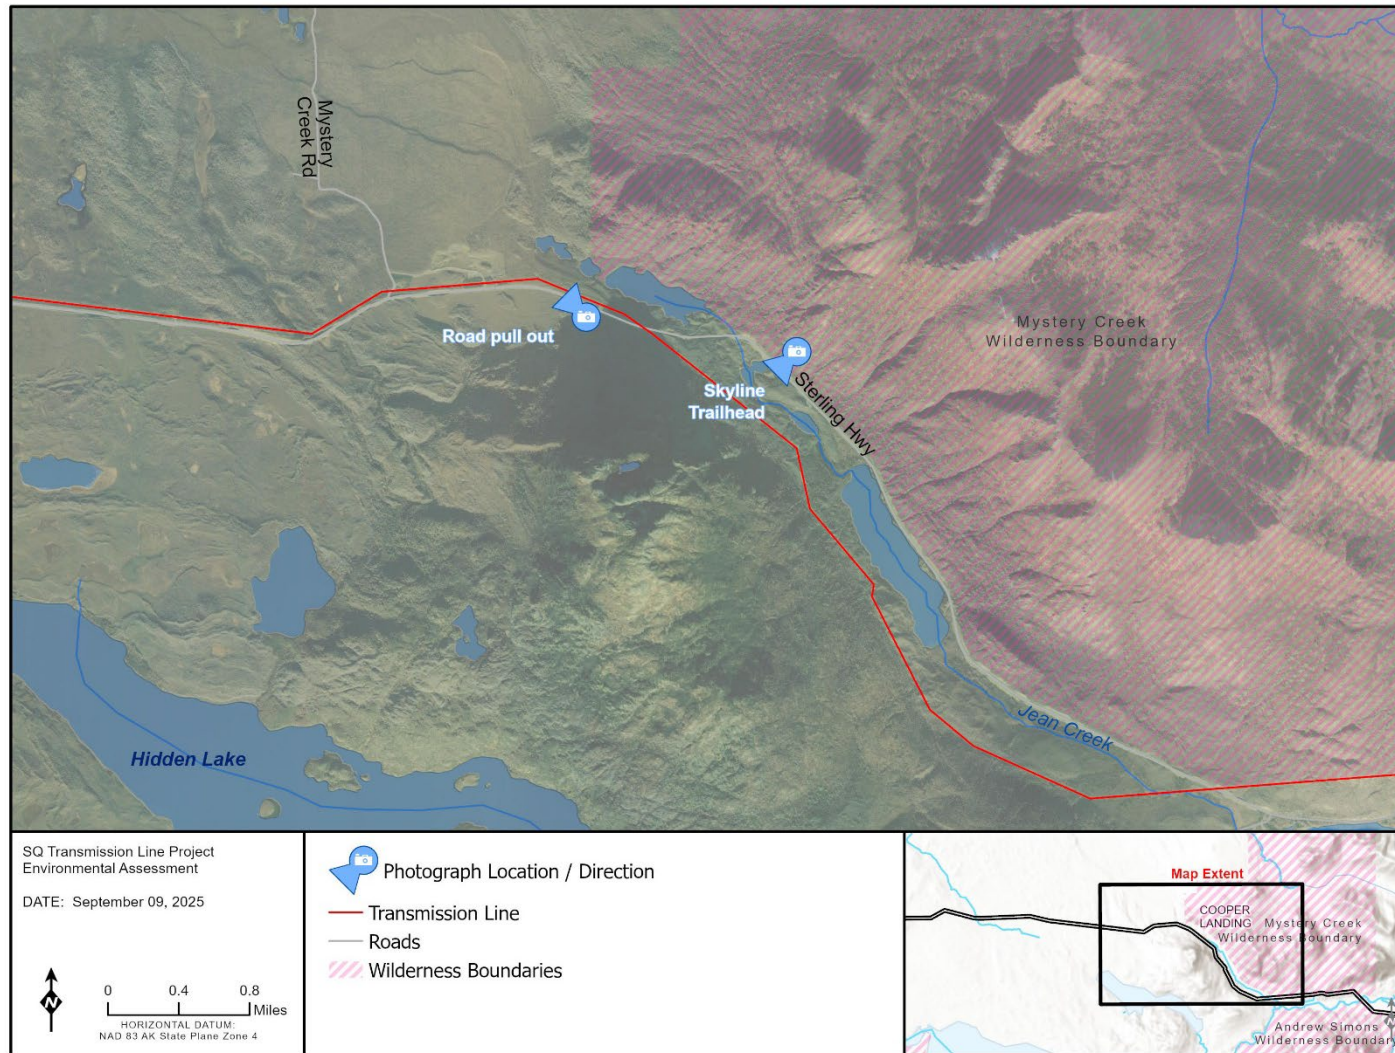 Mystery
Creek Rd
Road pull out
Skyline
Trailhead
Sterling Hwy
Mystery Creek
Wilderness Boundary
Jean Creek
Hidden Lake
SQ Transmission Line Project
Environmental Assessment
DATE: September 09, 2025
N
0 0.4 0.8
Miles
HORIZONTAL DATUM:
NAD 83 AK State Plane Zone 4
Photograph Location / Direction
Transmission Line
Roads
Wilderness Boundaries
Map Extent
COOPER
LANDING
Mystery Creek
Wilderness Boundary
Andrew Simons
Wilderness Boundar